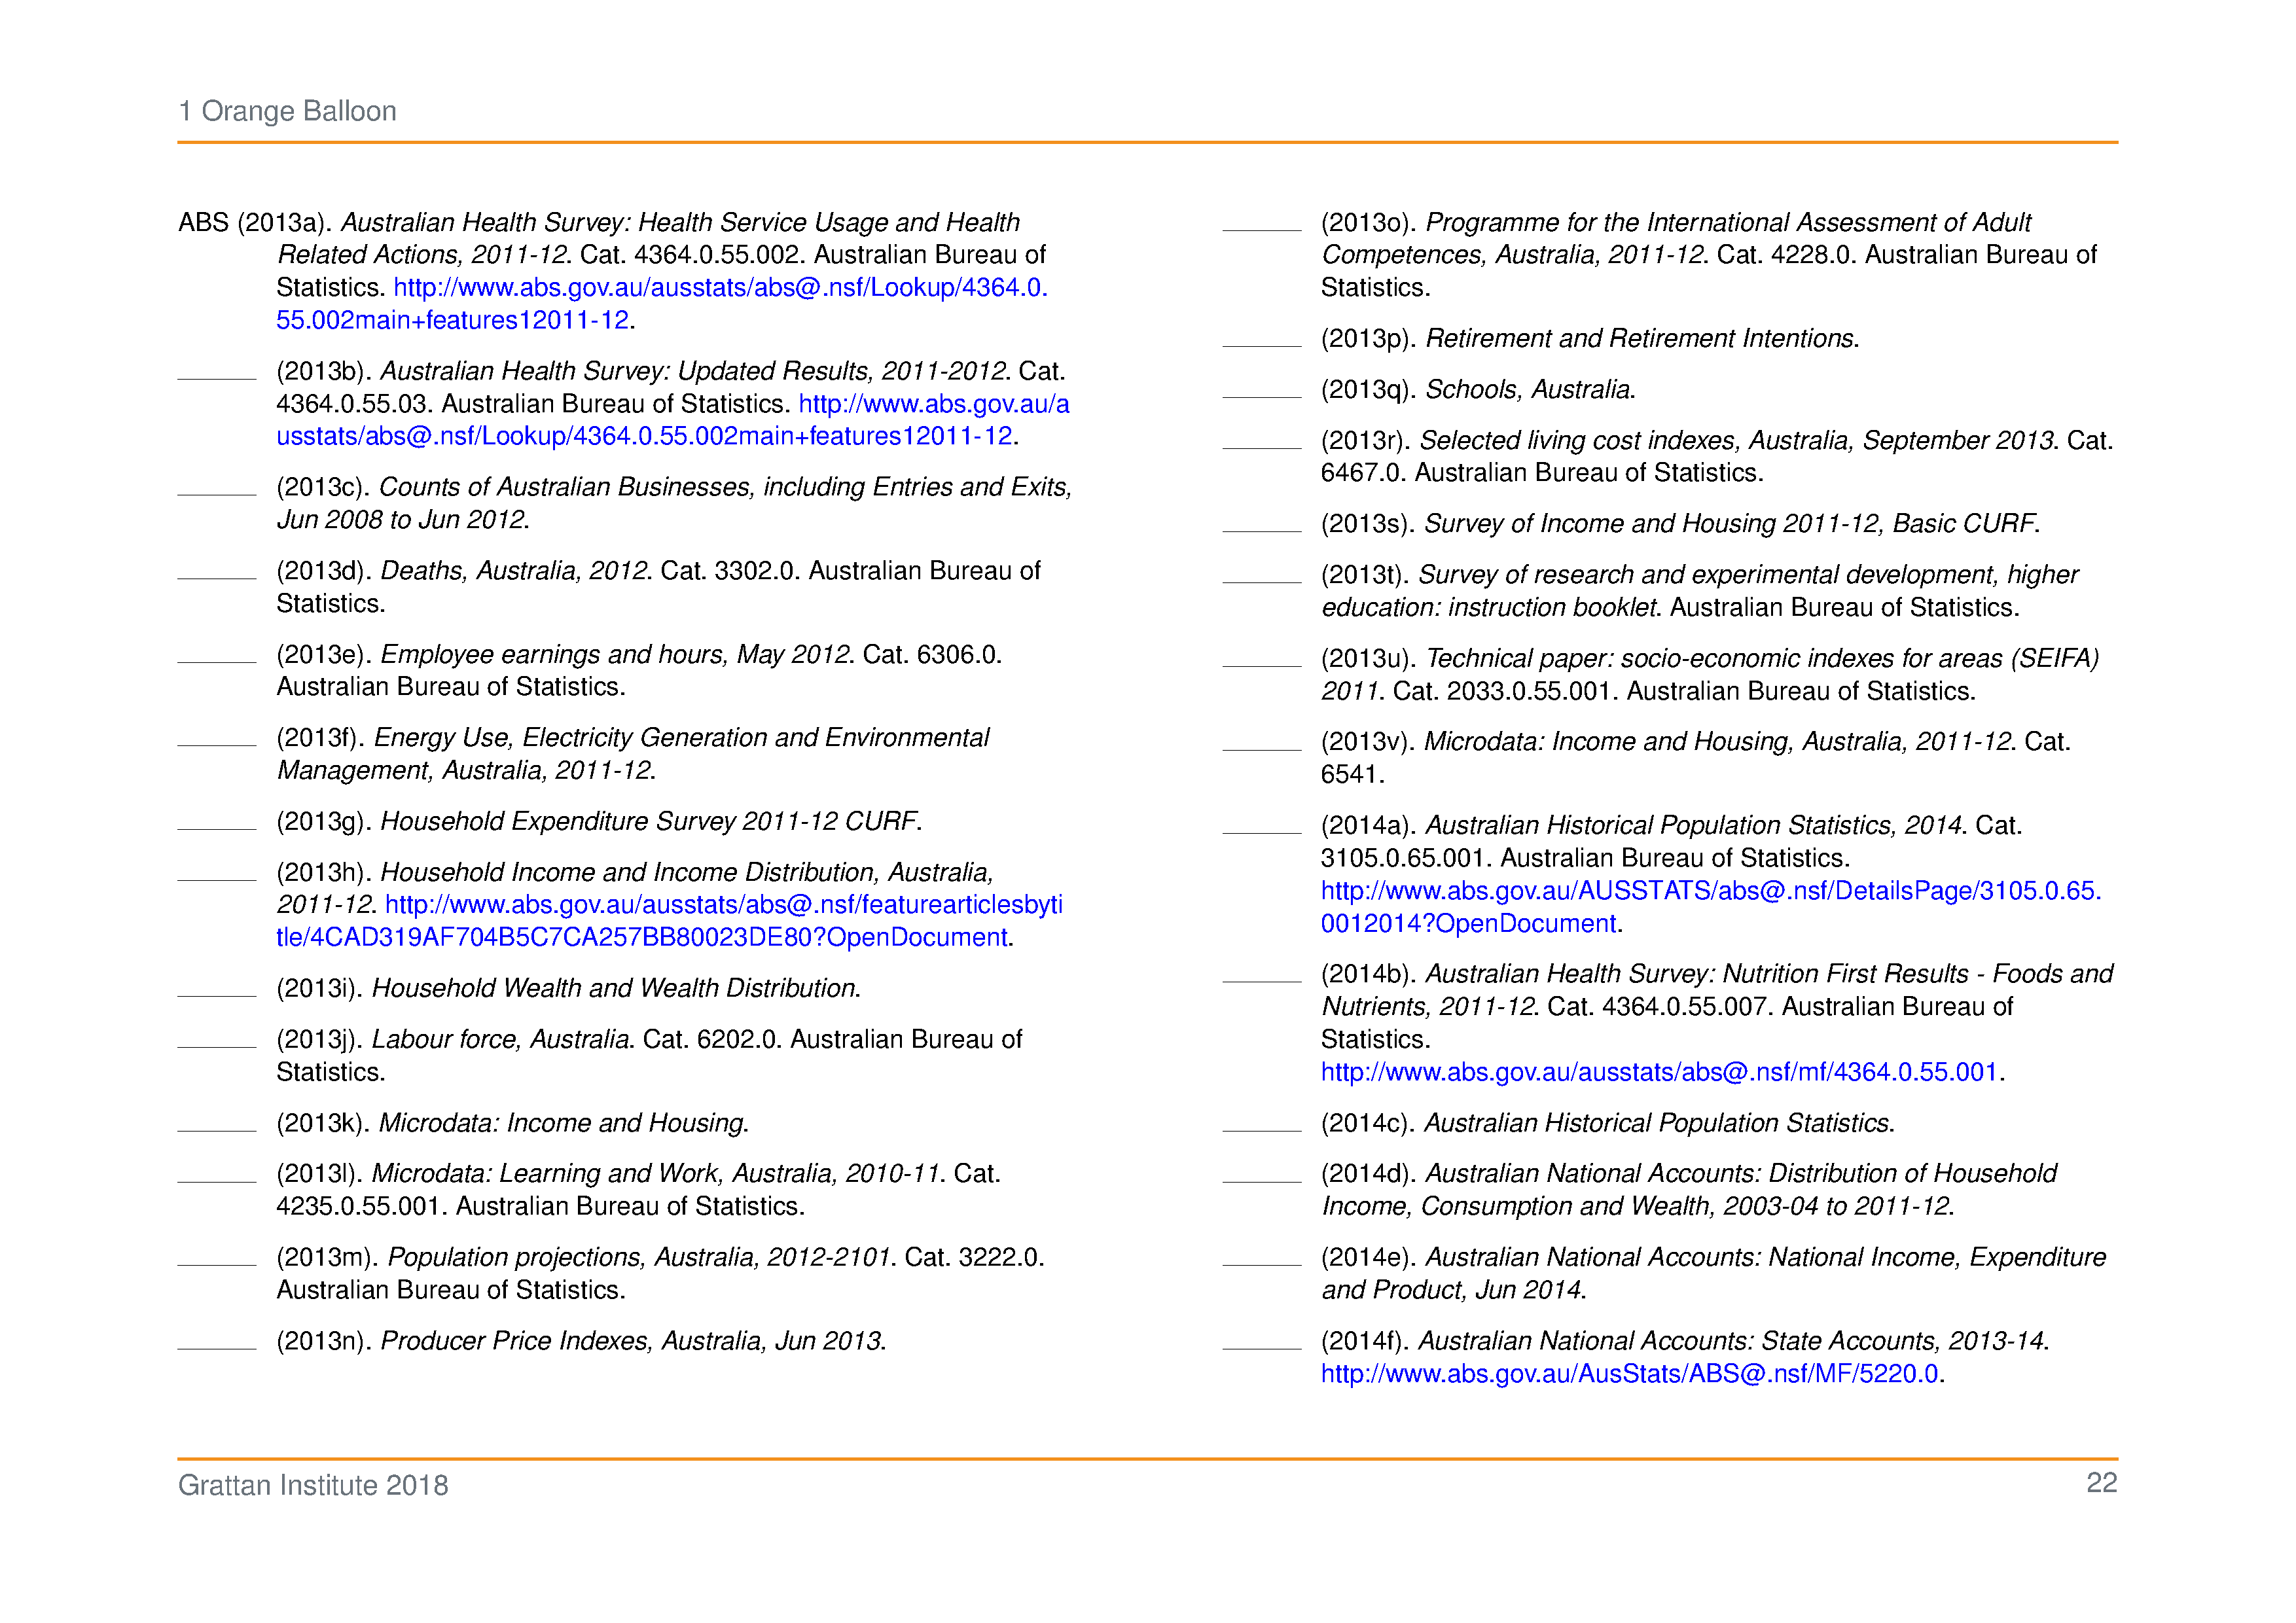 1 Orange Balloon
ABS (2013a). Australian Health Survey: Health Service Usage and Health
Related Actions, 2011-12. Cat. 4364.0.55.002. Australian Bureau of
Statistics. http://www.abs.gov.au/ausstats/abs@.nsf/Lookup/4364.0.
55.002main+features12011-12.
(2013b). Australian Health Survey: Updated Results, 2011-2012. Cat.
4364.0.55.03. Australian Bureau of Statistics. http://www.abs.gov.au/a
usstats/abs@.nsf/Lookup/4364.0.55.002main+features12011-12.
(2013c). Counts of Australian Businesses, including Entries and Exits,
Jun 2008 to Jun 2012.
(2013d). Deaths, Australia, 2012. Cat. 3302.0. Australian Bureau of
Statistics.
(2013e). Employee earnings and hours, May 2012. Cat. 6306.0.
Australian Bureau of Statistics.
(2013f). Energy Use, Electricity Generation and Environmental
Management, Australia, 2011-12.
(2013g). Household Expenditure Survey 2011-12 CURF.
(2013h). Household Income and Income Distribution, Australia,
2011-12. http://www.abs.gov.au/ausstats/abs@.nsf/featurearticlesbyti
tle/4CAD319AF704B5C7CA257BB80023DE80?OpenDocument.
(2013i). Household Wealth and Wealth Distribution.
(2013j). Labour force, Australia. Cat. 6202.0. Australian Bureau of
Statistics.
(2013k). Microdata: Income and Housing.
(2013l). Microdata: Learning and Work, Australia, 2010-11. Cat.
4235.0.55.001. Australian Bureau of Statistics.
(2013m). Population projections, Australia, 2012-2101. Cat. 3222.0.
Australian Bureau of Statistics.
(2013n). Producer Price Indexes, Australia, Jun 2013.
(2013o). Programme for the International Assessment of Adult
Competences, Australia, 2011-12. Cat. 4228.0. Australian Bureau of
Statistics.
(2013p). Retirement and Retirement Intentions.
(2013q). Schools, Australia.
(2013r). Selected living cost indexes, Australia, September 2013. Cat.
6467.0. Australian Bureau of Statistics.
(2013s). Survey of Income and Housing 2011-12, Basic CURF.
(2013t). Survey of research and experimental development, higher
education: instruction booklet. Australian Bureau of Statistics.
(2013u). Technical paper: socio-economic indexes for areas (SEIFA)
2011. Cat. 2033.0.55.001. Australian Bureau of Statistics.
(2013v). Microdata: Income and Housing, Australia, 2011-12. Cat.
6541.
(2014a). Australian Historical Population Statistics, 2014. Cat.
3105.0.65.001. Australian Bureau of Statistics.
http://www.abs.gov.au/AUSSTATS/abs@.nsf/DetailsPage/3105.0.65.
0012014?OpenDocument.
(2014b). Australian Health Survey: Nutrition First Results - Foods and
Nutrients, 2011-12. Cat. 4364.0.55.007. Australian Bureau of
Statistics.
http://www.abs.gov.au/ausstats/abs@.nsf/mf/4364.0.55.001.
(2014c). Australian Historical Population Statistics.
(2014d). Australian National Accounts: Distribution of Household
Income, Consumption and Wealth, 2003-04 to 2011-12.
(2014e). Australian National Accounts: National Income, Expenditure
and Product, Jun 2014.
(2014f). Australian National Accounts: State Accounts, 2013-14.
http://www.abs.gov.au/AusStats/ABS@.nsf/MF/5220.0.
Grattan Institute 2018
22